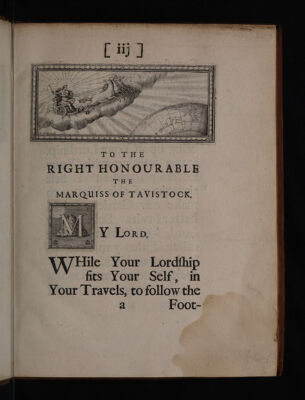 [ iij ]
TO THE
RIGHT HONOURABLE
THE
MARQUISS OF TAVISTOCK.
MY LORD,
WHile Your Lordſhip
fits Your Self, in
Your Travels, to follow the
a Foot-